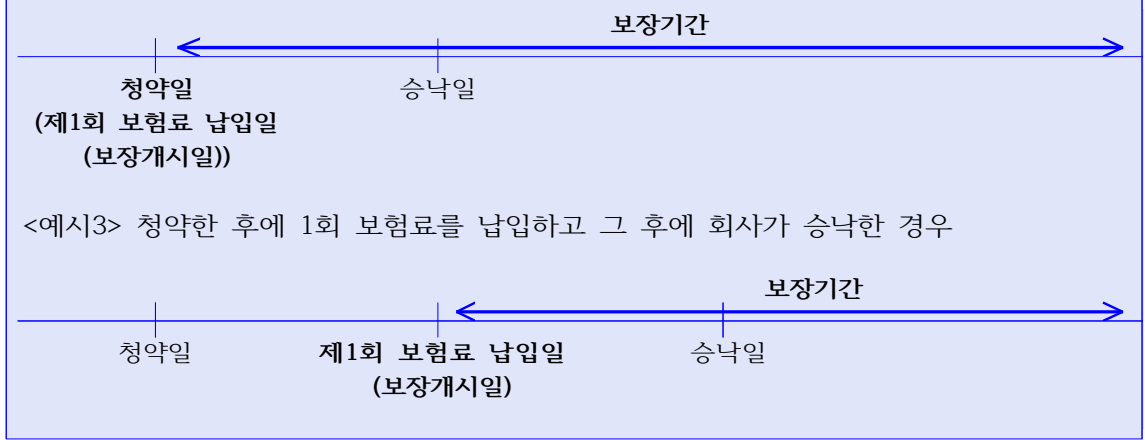 보장기간
청약일 승낙일
(제1회 보험료 납입일
(보장개시일))
<예시3> 청약한 후에 1회 보험료를 납입하고 그 후에 회사가 승낙한 경우
보장기간
청약일 제1회 보험료 납입일 승낙일
(보장개시일)